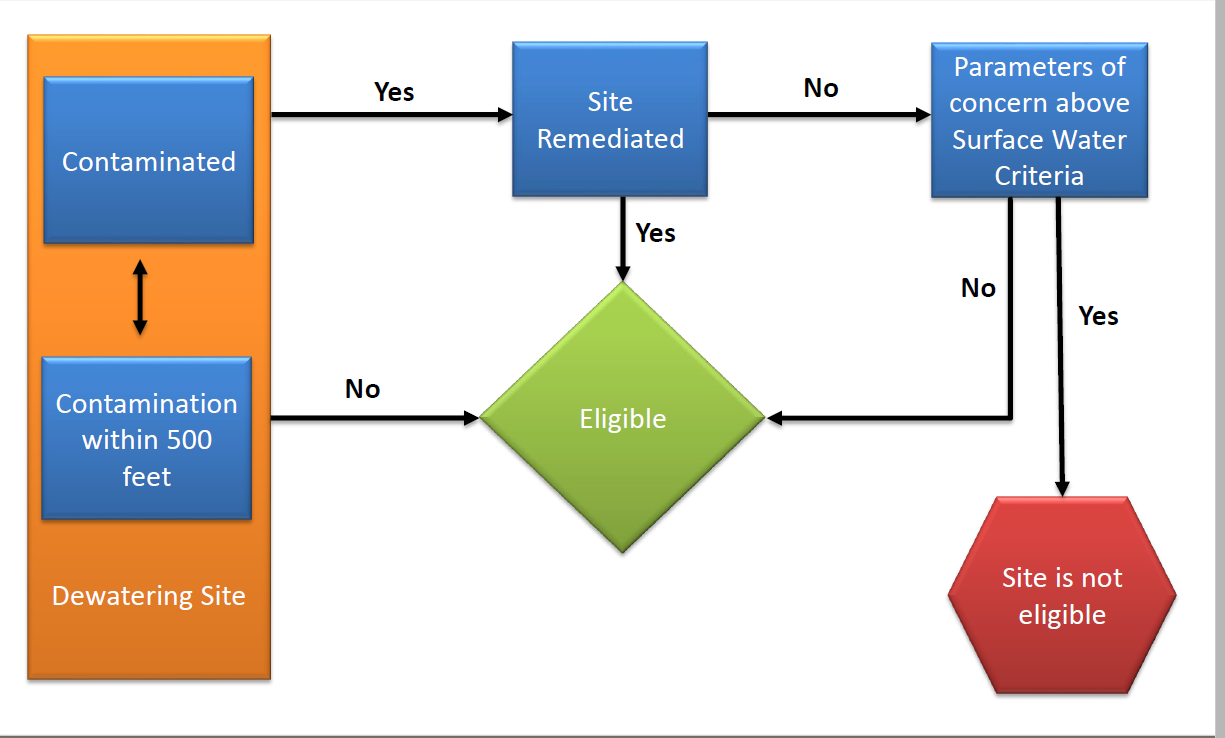 Contaminated
Contamination
within 500
feet
Dewatering Site
Yes
No
Site
Remediated
Yes
Eligible
No
Parameters of
concern above
Surface Water
Criteria
No
Yes
Site is not
eligible